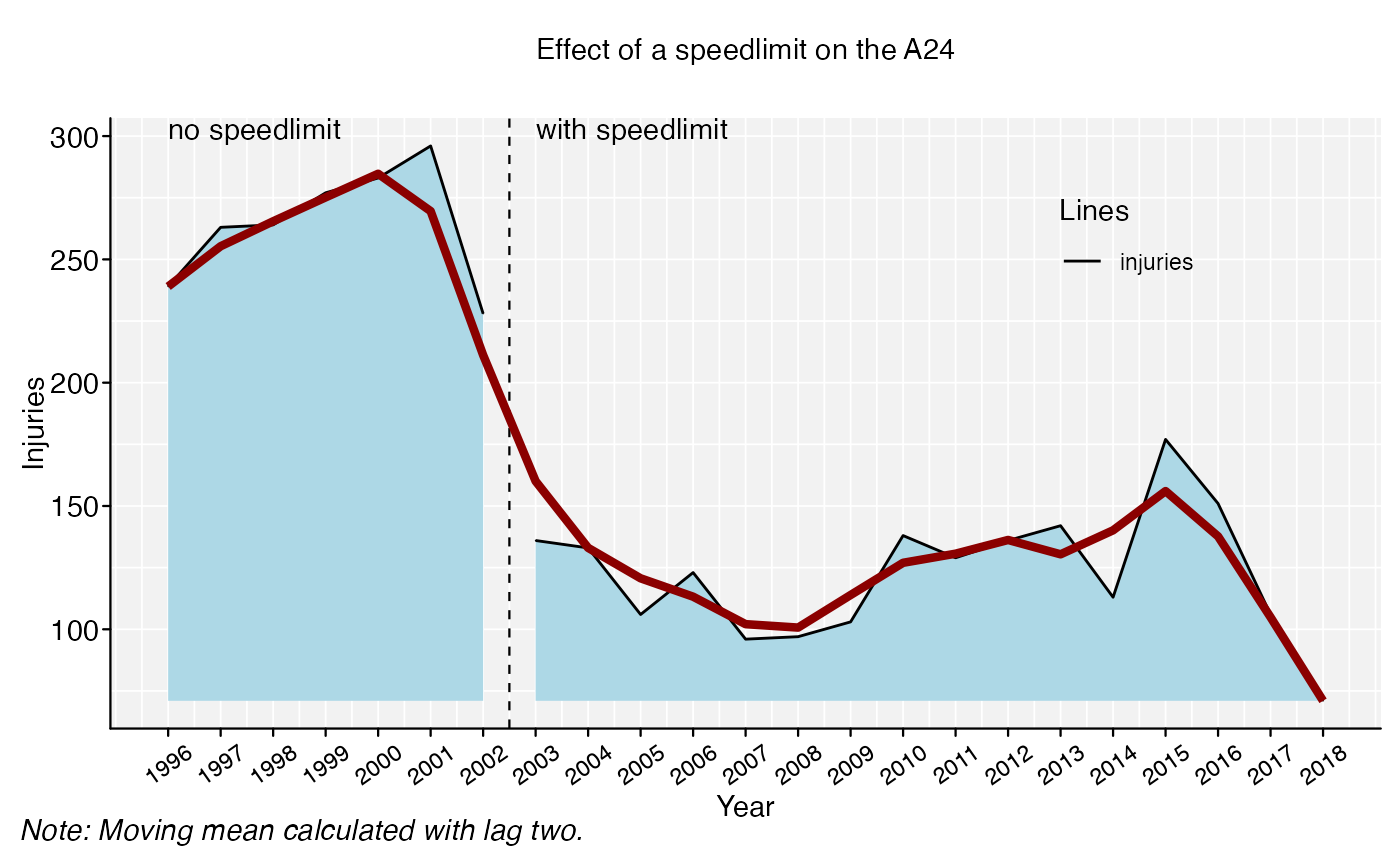 Effect of a speedlimit on the A24
no speedlimit
with speedlimit
300
250
200
150
100
Injuries
Lines
injuries
1996 1997 1998 1999 2000 2001 2002 2003 2004 2005 2006 2007 2008 2009 2010 2011 2012 2013 2014 2015 2016 2017 2018
Year
Note: Moving mean calculated with lag two.